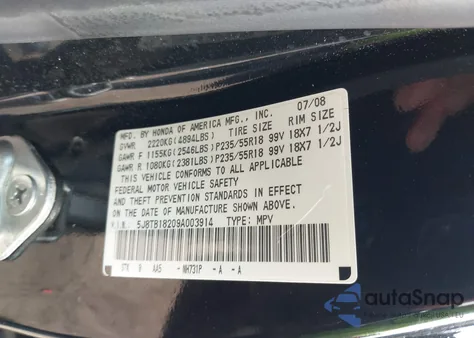 MFD. BY HONDA OF AMERICA MFG., INC. 07/08
GVWR 2220KG(4894LBS) TIRE SIZE RIM SIZE
GAWR F 1155KG(2546LBS)P235/55R18 99V 18X7 1/2J
GAWR R 1080KG(2381LBS)P235/55R18 99V 18X7 1/2J
THIS VEHICLE CONFORMS TO ALL APPLICABLE
FEDERAL MOTOR VEHICLE SAFETY
AND THEFT PREVENTION STANDARDS IN EFFECT
ON THE DATE OF MANUFACTURE SHOWN ABOVE.
V.I.N. 5J8TB18209A003914 TYPE: MPV
STK B AAS - NH731P - A - A
autoSnap